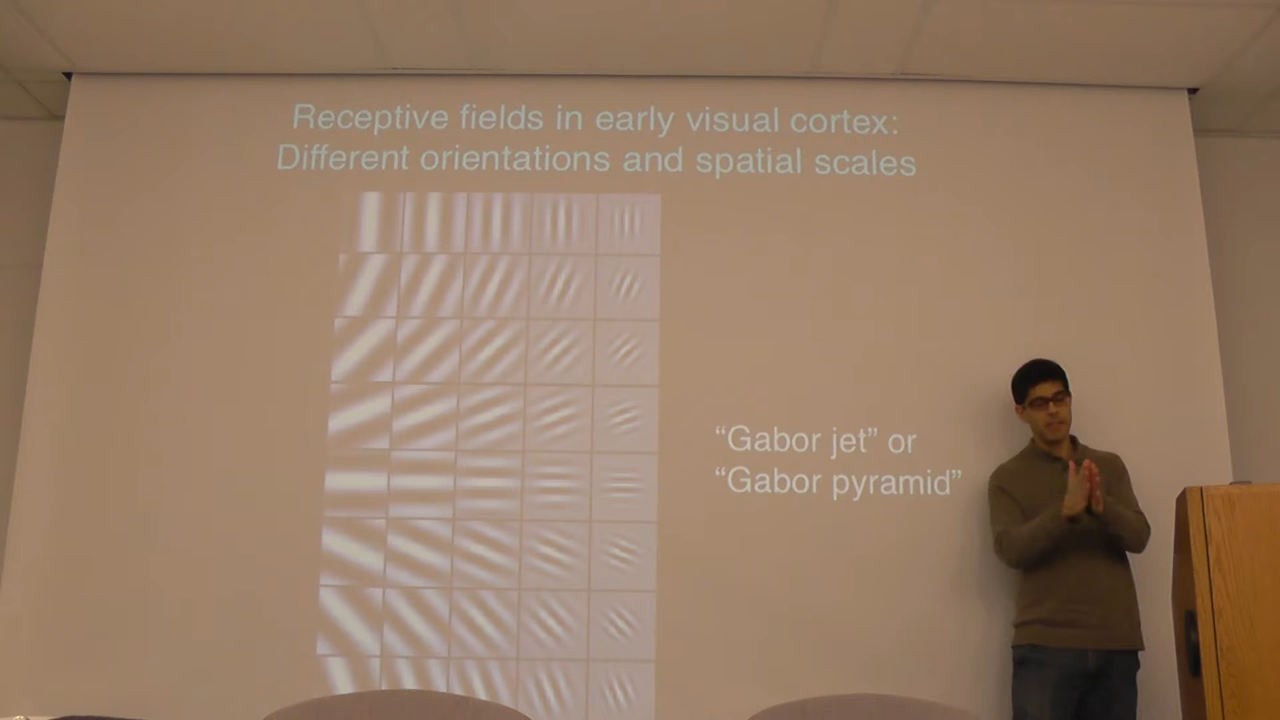 Receptive fields in early visual cortex:
Different orientations and spatial scales
“Gabor jet” or
“Gabor pyramid”